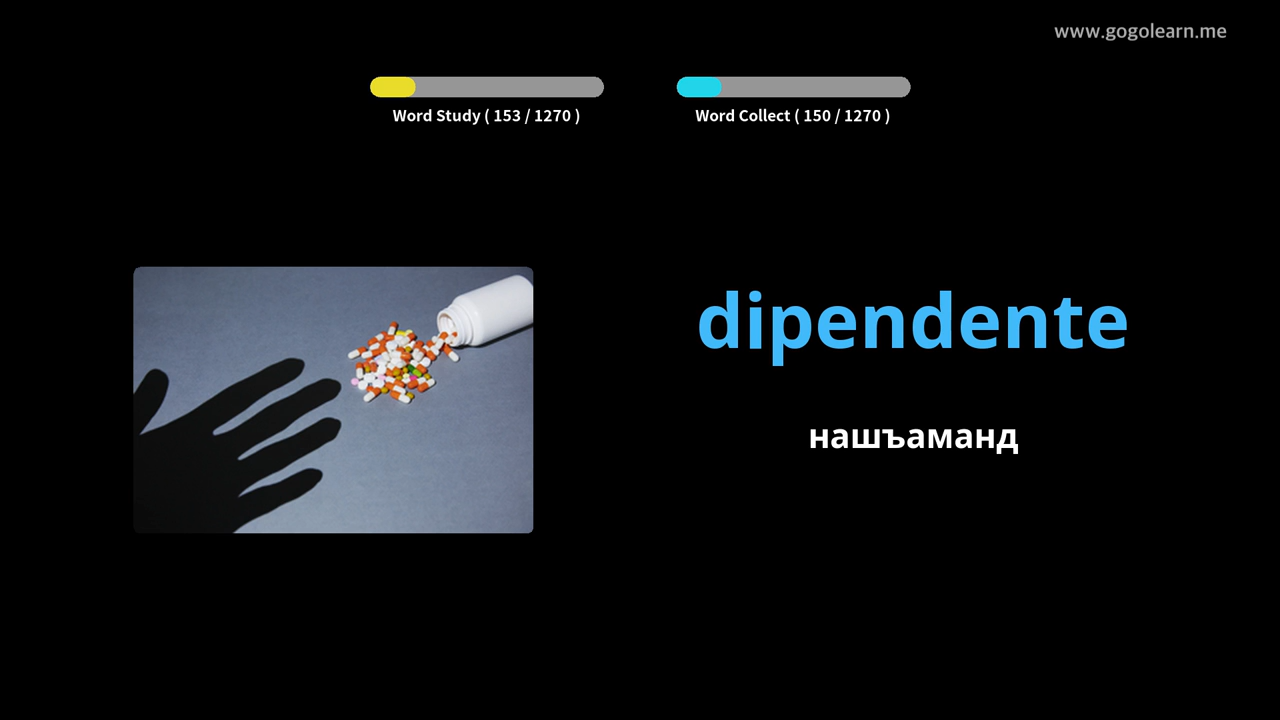 www.gogolearn.me
Word Study ( 153 / 1270 )
Word Collect ( 150 / 1270 )
dipendente
нашъаманд